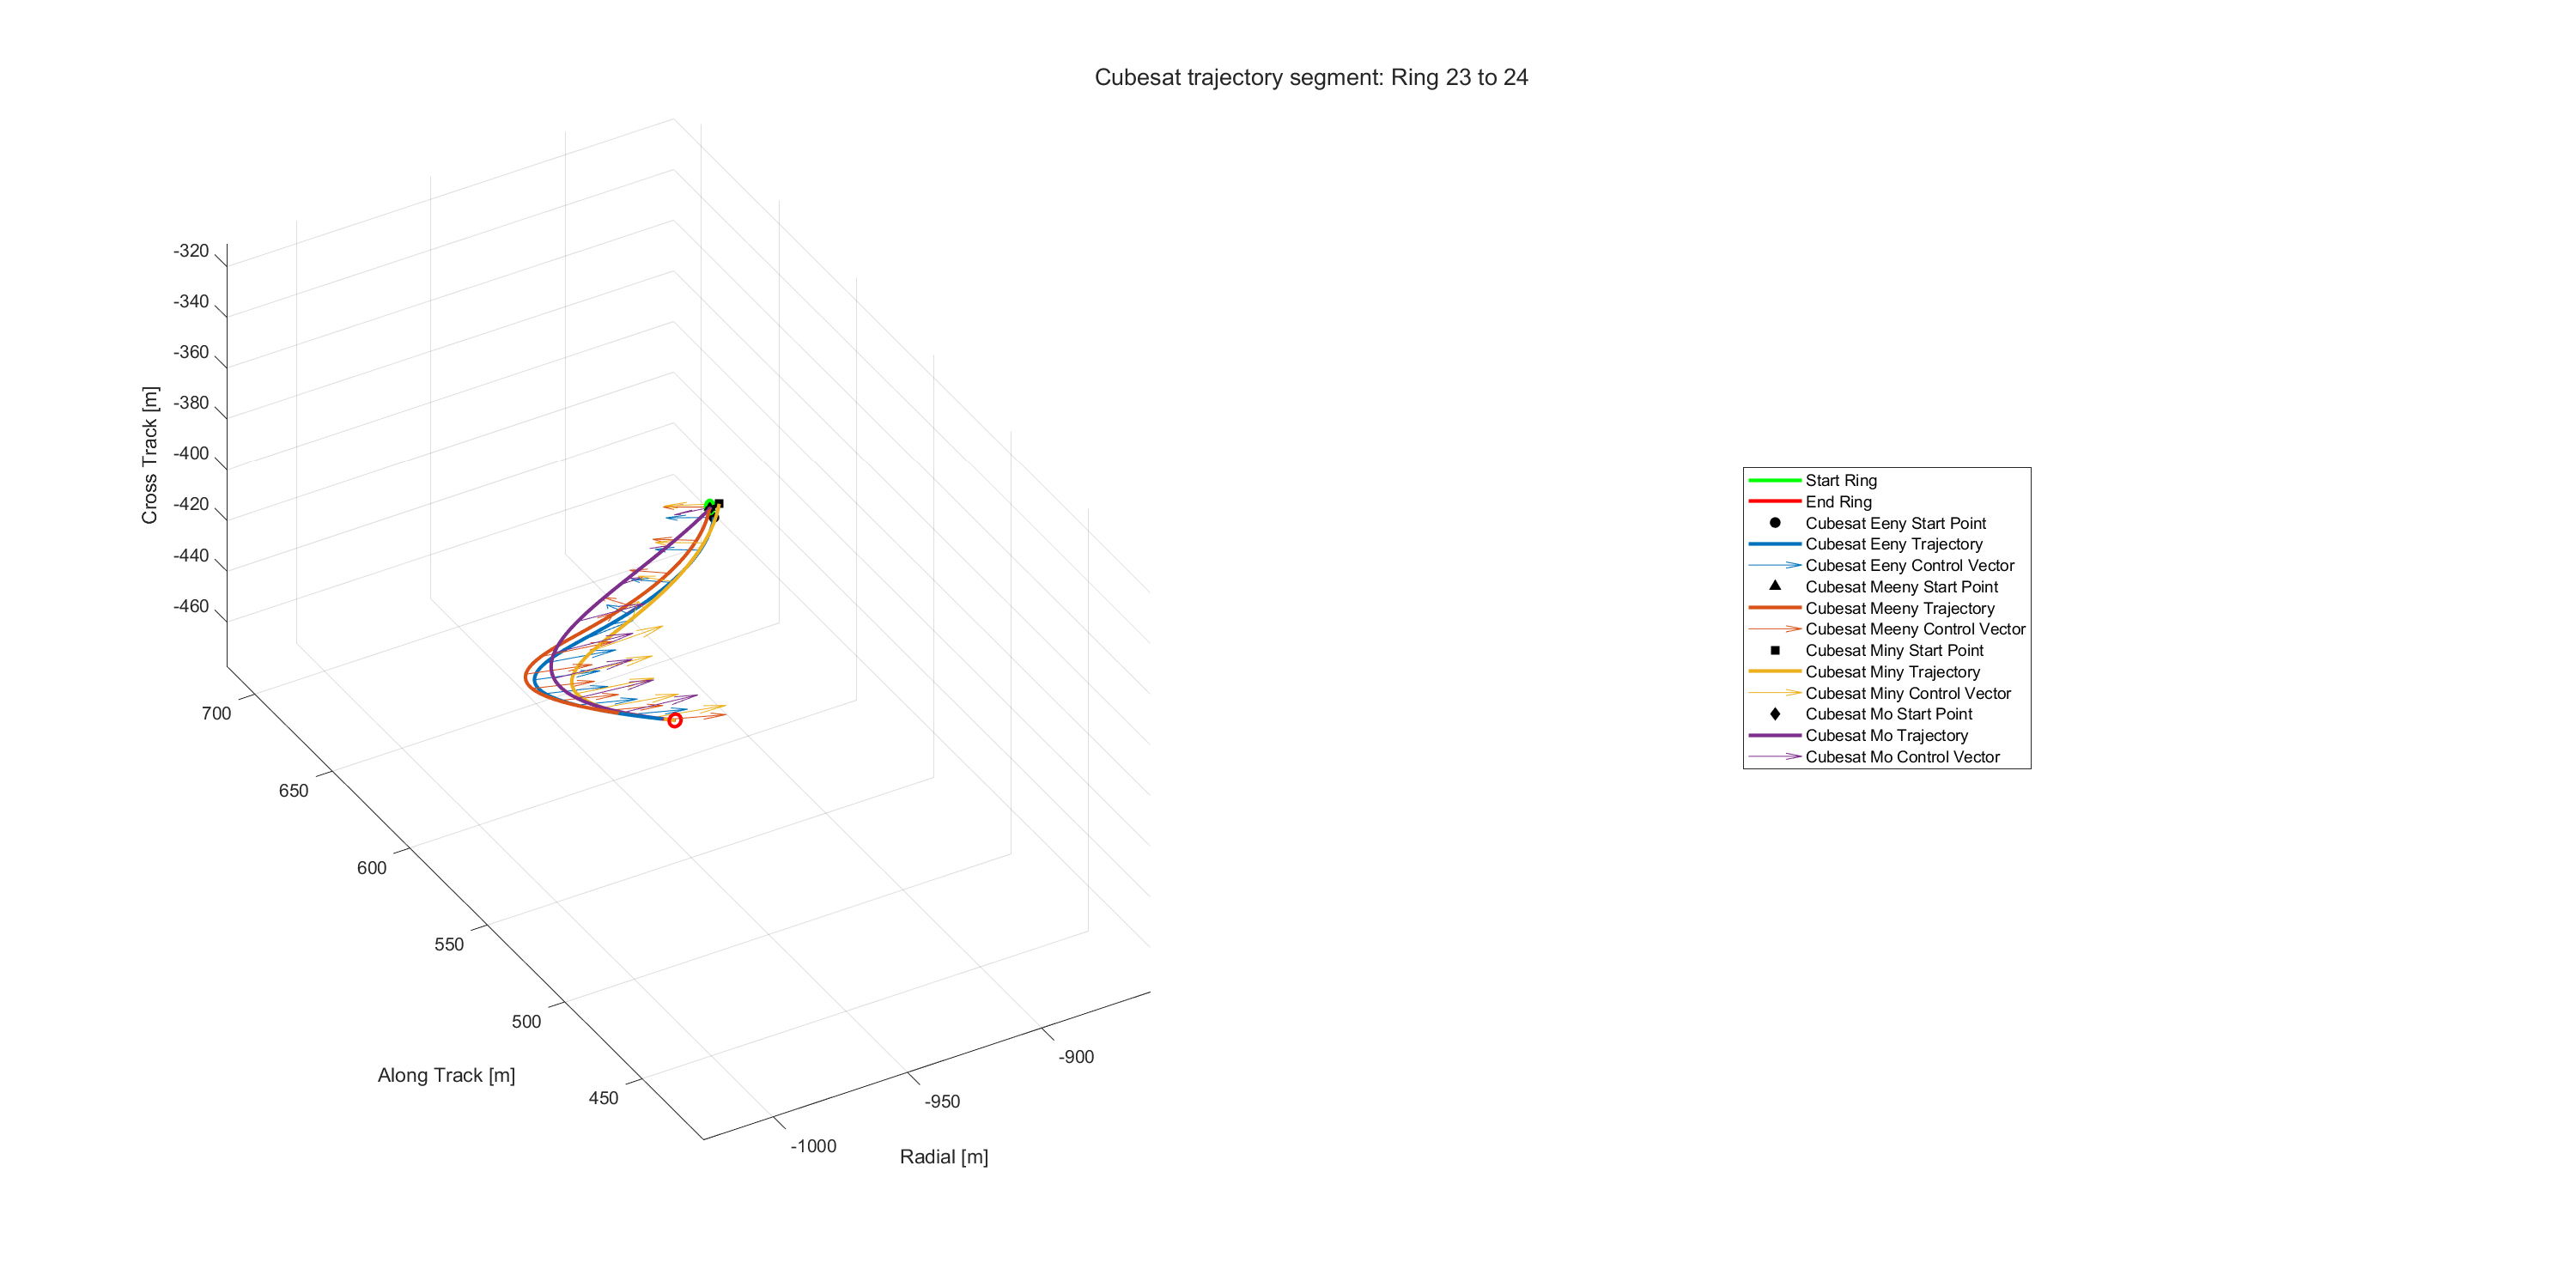 Cubesat trajectory segment: Ring 23 to 24
-320
-340
-360
-380
-400
-420
-440
-460
Cross Track [m]
700
650
600
550
500
450
Along Track [m]
-1000
-950
-900
Radial [m]
Start Ring
End Ring
Cubesat Eeny Start Point
Cubesat Eeny Trajectory
Cubesat Eeny Control Vector
Cubesat Meeny Start Point
Cubesat Meeny Trajectory
Cubesat Meeny Control Vector
Cubesat Miny Start Point
Cubesat Miny Trajectory
Cubesat Miny Control Vector
Cubesat Mo Start Point
Cubesat Mo Trajectory
Cubesat Mo Control Vector